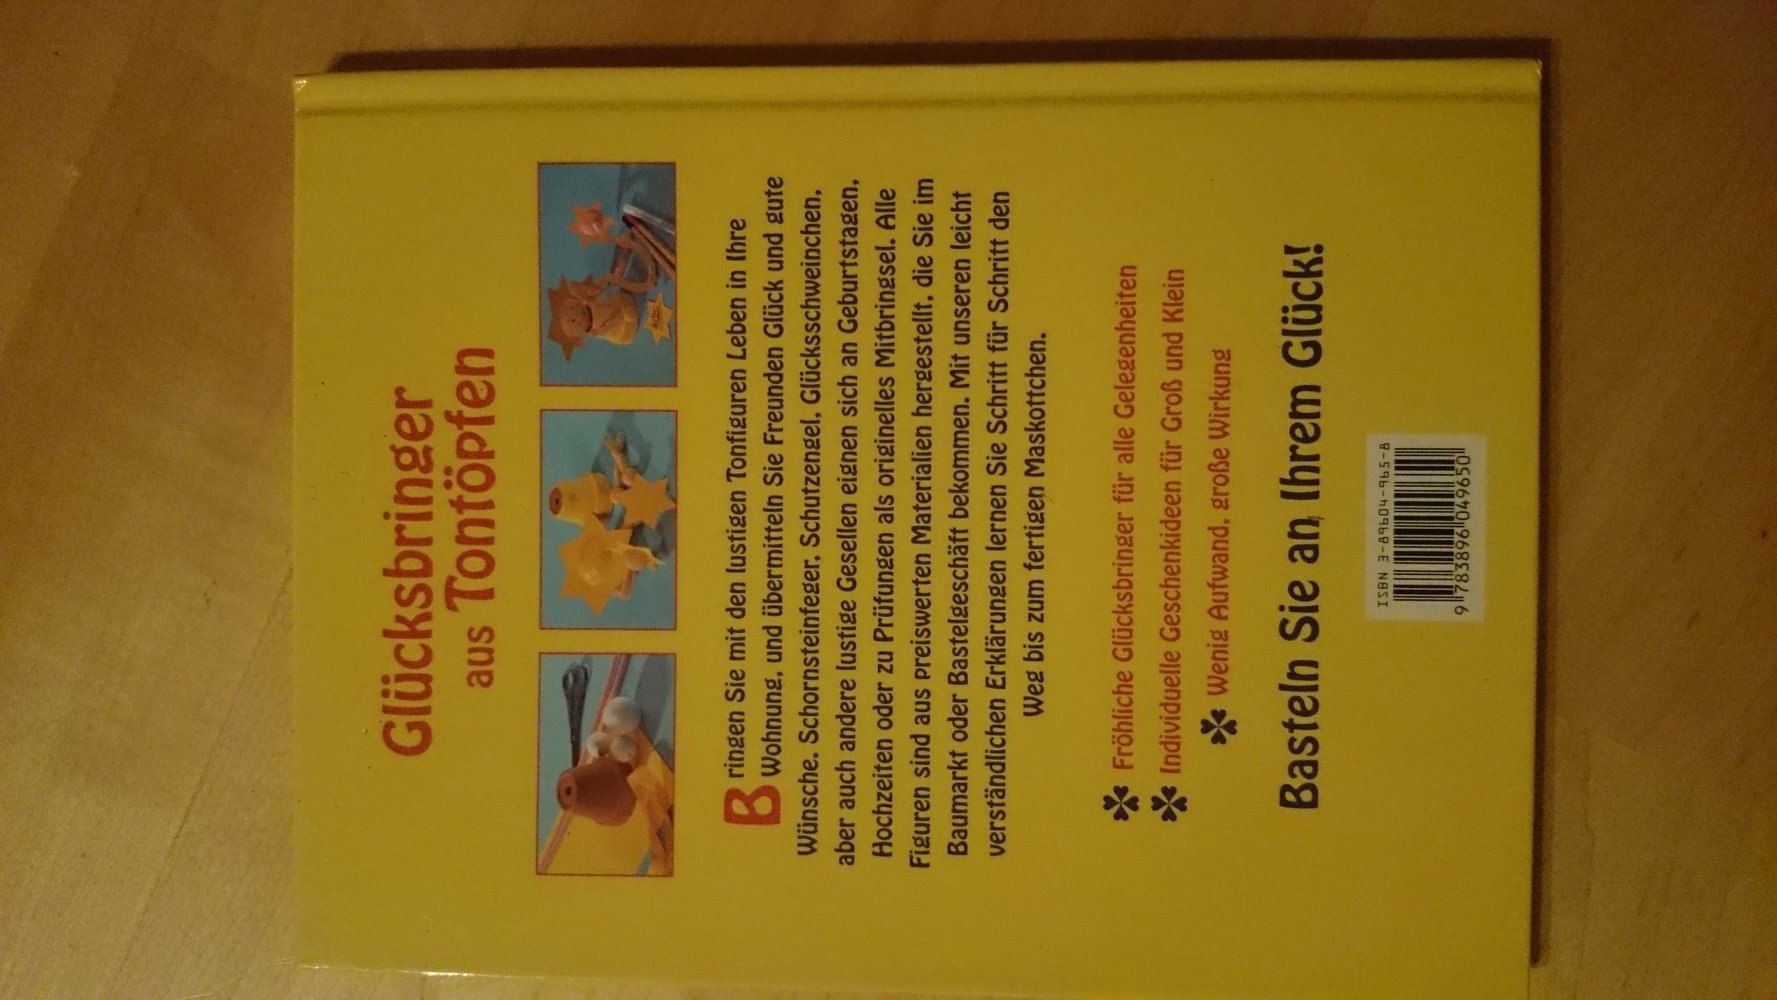 Glücksbringer
aus Tontöpfen
Bringen Sie mit den lustigen Tonfiguren Leben in Ihre
Wohnung, und übermitteln Sie Freunden Glück und gute
Wünsche. Schornsteinfeger, Schutzengel, Glücksschweinchen,
aber auch andere lustige Gesellen eignen sich an Geburtstagen,
Hochzeiten oder zu Prüfungen als originelles Mitbringsel. Alle
Figuren sind aus preiswerten Materialien hergestellt, die Sie im
Baumarkt oder Bastelgeschäft bekommen. Mit unseren leicht
verständlichen Erklärungen lernen Sie Schritt für Schritt den
Weg bis zum fertigen Maskottchen.
Fröhliche Glücksbringer für alle Gelegenheiten
Individuelle Geschenkideen für Groß und Klein
Wenig Aufwand, große Wirkung
Basteln Sie an Ihrem Glück!
ISBN 3-89604-965-8
9 783896 049650